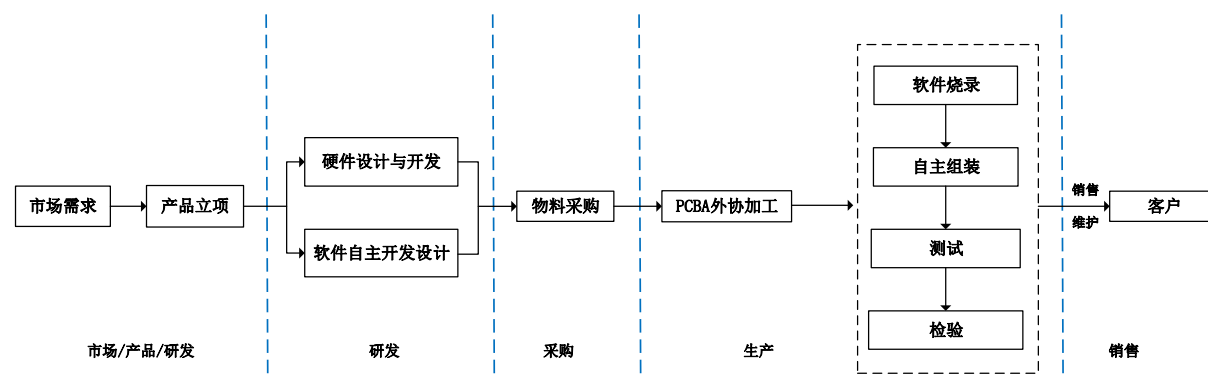 市场需求
产品立项
硬件设计与开发
软件自主开发设计
物料采购
PCBA外协加工
软件烧录
自主组装
测试
检验
销售
维护
客户
市场/产品/研发
研发
采购
生产
销售